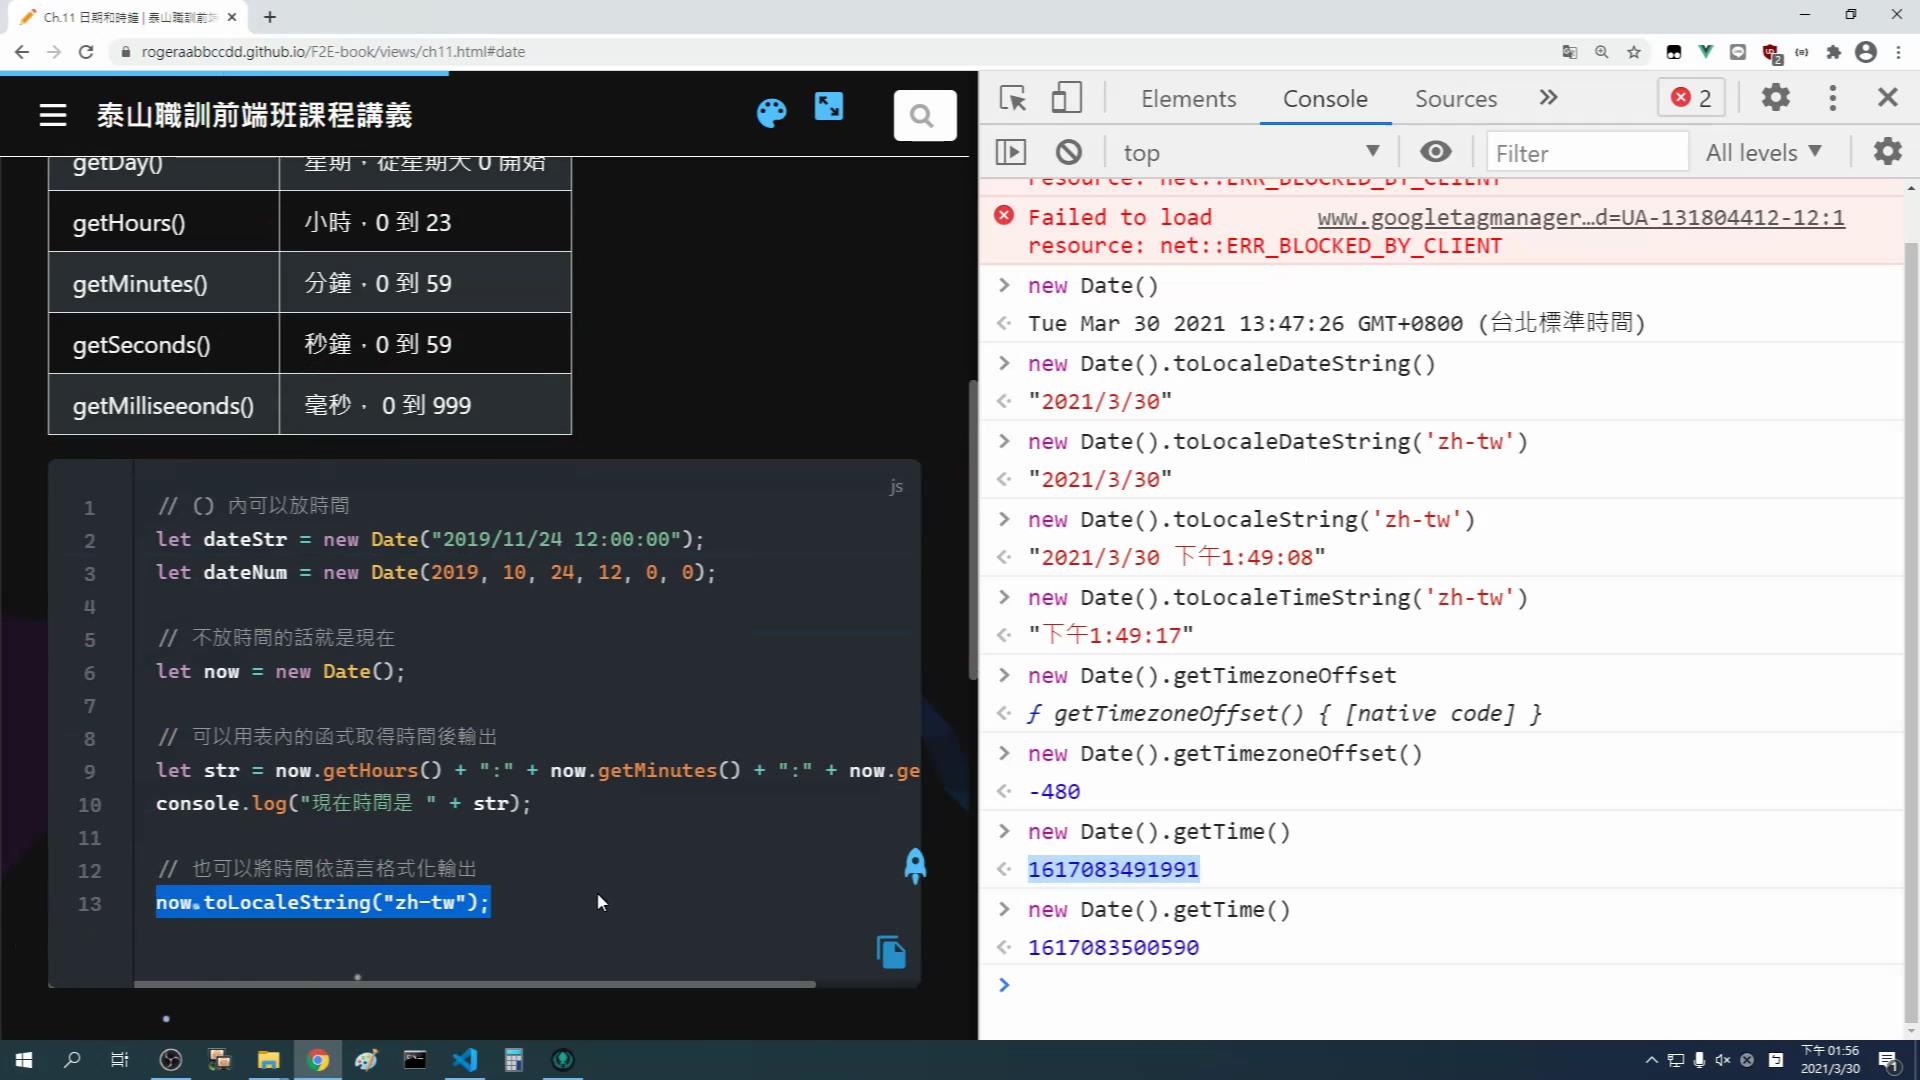 Ch.11 日期和時鐘 | 泰山職訓前端
rogeraabbccdd.github.io/F2E-book/views/ch11.html#date
2
泰山職訓前端班課程講義
getDay()
星期，從星期天 0 開始
getHours()
小時，0 到 23
getMinutes()
分鐘，0 到 59
getSeconds()
秒鐘，0 到 59
getMilliseeonds()
毫秒， 0 到 999
js
1 // () 內可以放時間
2 let dateStr = new Date("2019/11/24 12:00:00");
3 let dateNum = new Date(2019, 10, 24, 12, 0, 0);
4
5 // 不放時間的話就是現在
6 let now = new Date();
7
8 // 可以用表內的函式取得時間後輸出
9 let str = now.getHours() + ":" + now.getMinutes() + ":" + now.ge
10 console.log("現在時間是 " + str);
11
12 // 也可以將時間依語言格式化輸出
13 now.toLocaleString("zh-tw");
Elements
Console
Sources
2
top
Filter
All levels
resource: net::ERR_BLOCKED_BY_CLIENT
Failed to load www.googletagmanager…d=UA-131804412-12:1
resource: net::ERR_BLOCKED_BY_CLIENT
new Date()
Tue Mar 30 2021 13:47:26 GMT+0800 (台北標準時間)
new Date().toLocaleDateString()
"2021/3/30"
new Date().toLocaleDateString('zh-tw')
"2021/3/30"
new Date().toLocaleString('zh-tw')
"2021/3/30 下午1:49:08"
new Date().toLocaleTimeString('zh-tw')
"下午1:49:17"
new Date().getTimezoneOffset
ƒ getTimezoneOffset() { [native code] }
new Date().getTimezoneOffset()
-480
new Date().getTime()
1617083491991
new Date().getTime()
1617083500590
下午 01:56
2021/3/30
1